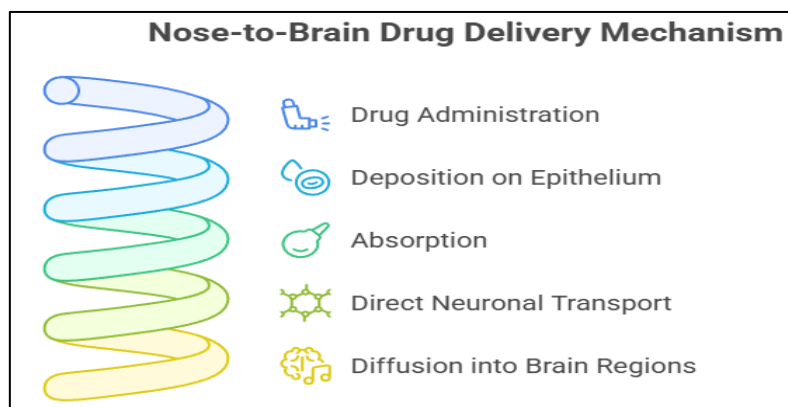 Nose-to-Brain Drug Delivery Mechanism
Drug Administration
Deposition on Epithelium
Absorption
Direct Neuronal Transport
Diffusion into Brain Regions